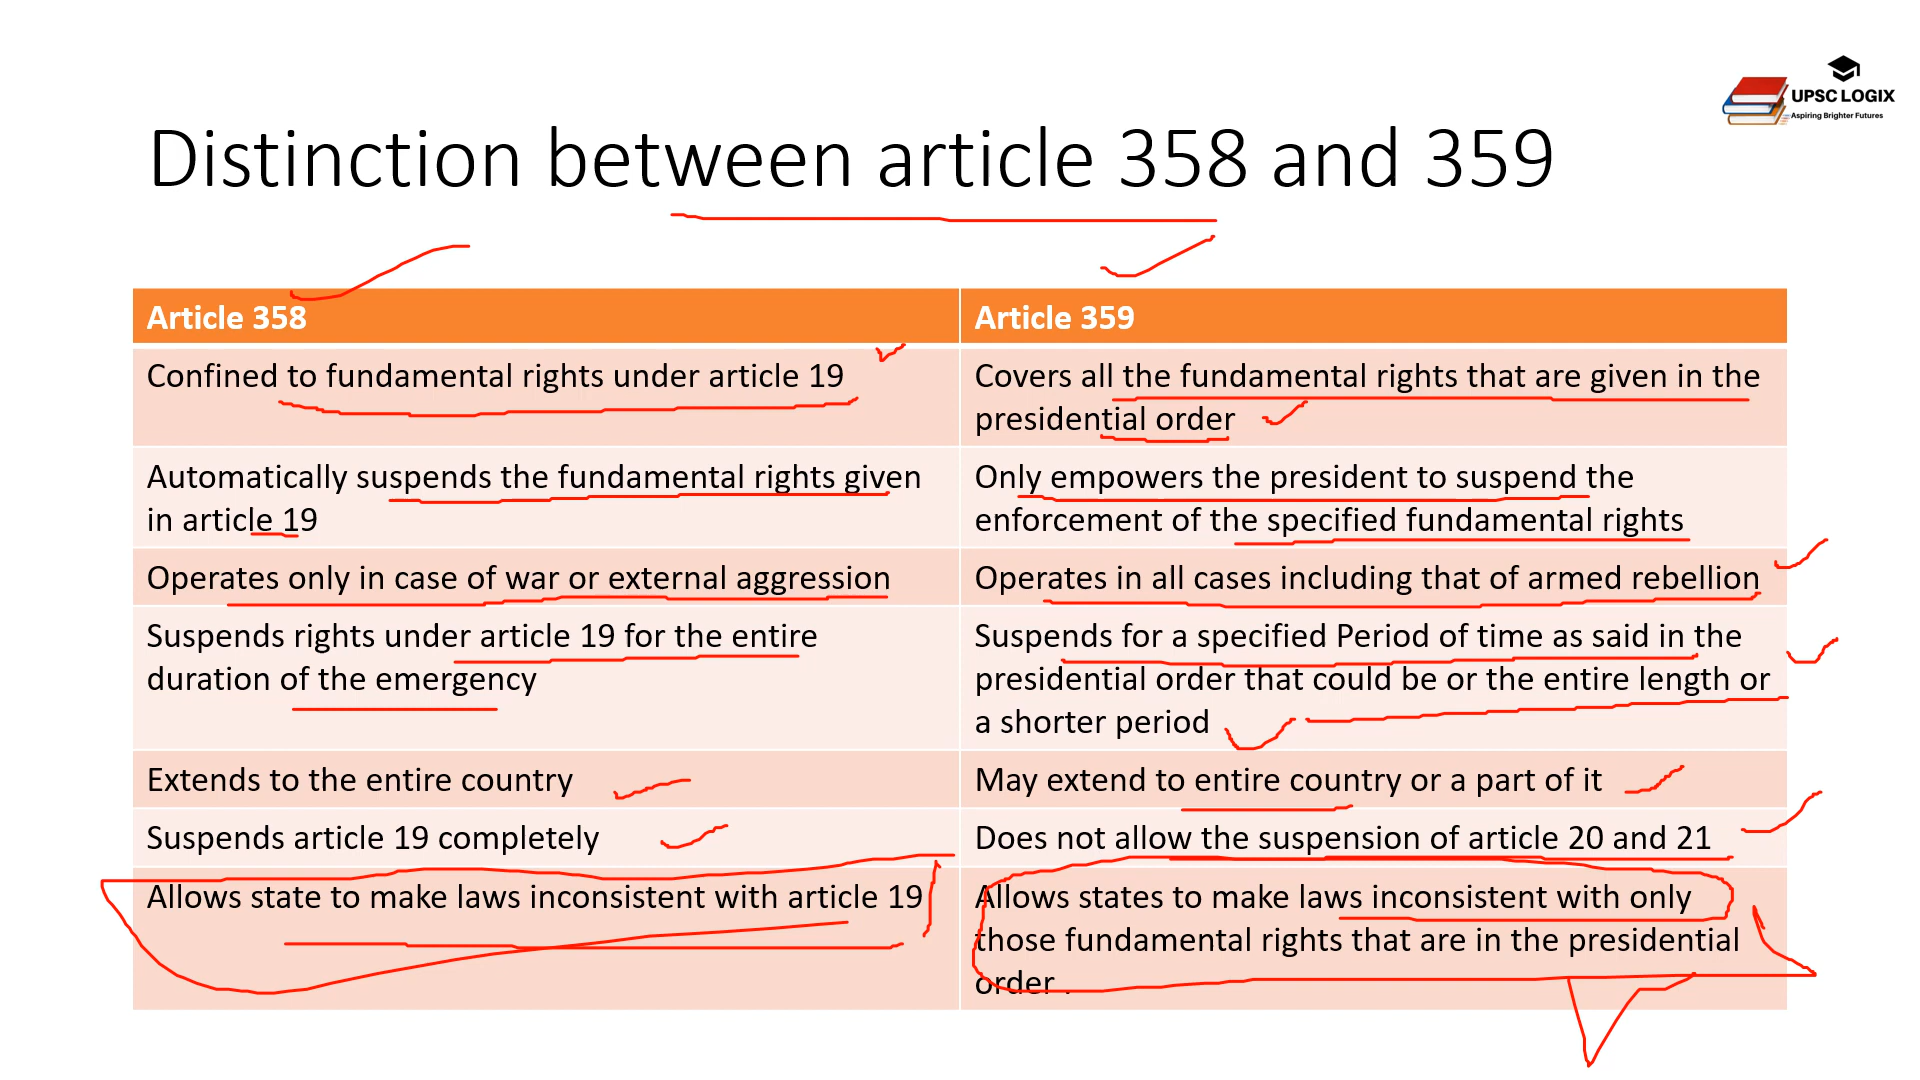 UPSC LOGIX
Aspiring Brighter Futures
Distinction between article 358 and 359
Article 358
Article 359
Confined to fundamental rights under article 19
Covers all the fundamental rights that are given in the
presidential order
Automatically suspends the fundamental rights given
in article 19
Only empowers the president to suspend the
enforcement of the specified fundamental rights
Operates only in case of war or external aggression
Operates in all cases including that of armed rebellion
Suspends rights under article 19 for the entire
duration of the emergency
Suspends for a specified Period of time as said in the
presidential order that could be or the entire length or
a shorter period
Extends to the entire country
May extend to entire country or a part of it
Suspends article 19 completely
Does not allow the suspension of article 20 and 21
Allows state to make laws inconsistent with article 19
Allows states to make laws inconsistent with only
those fundamental rights that are in the presidential
order .